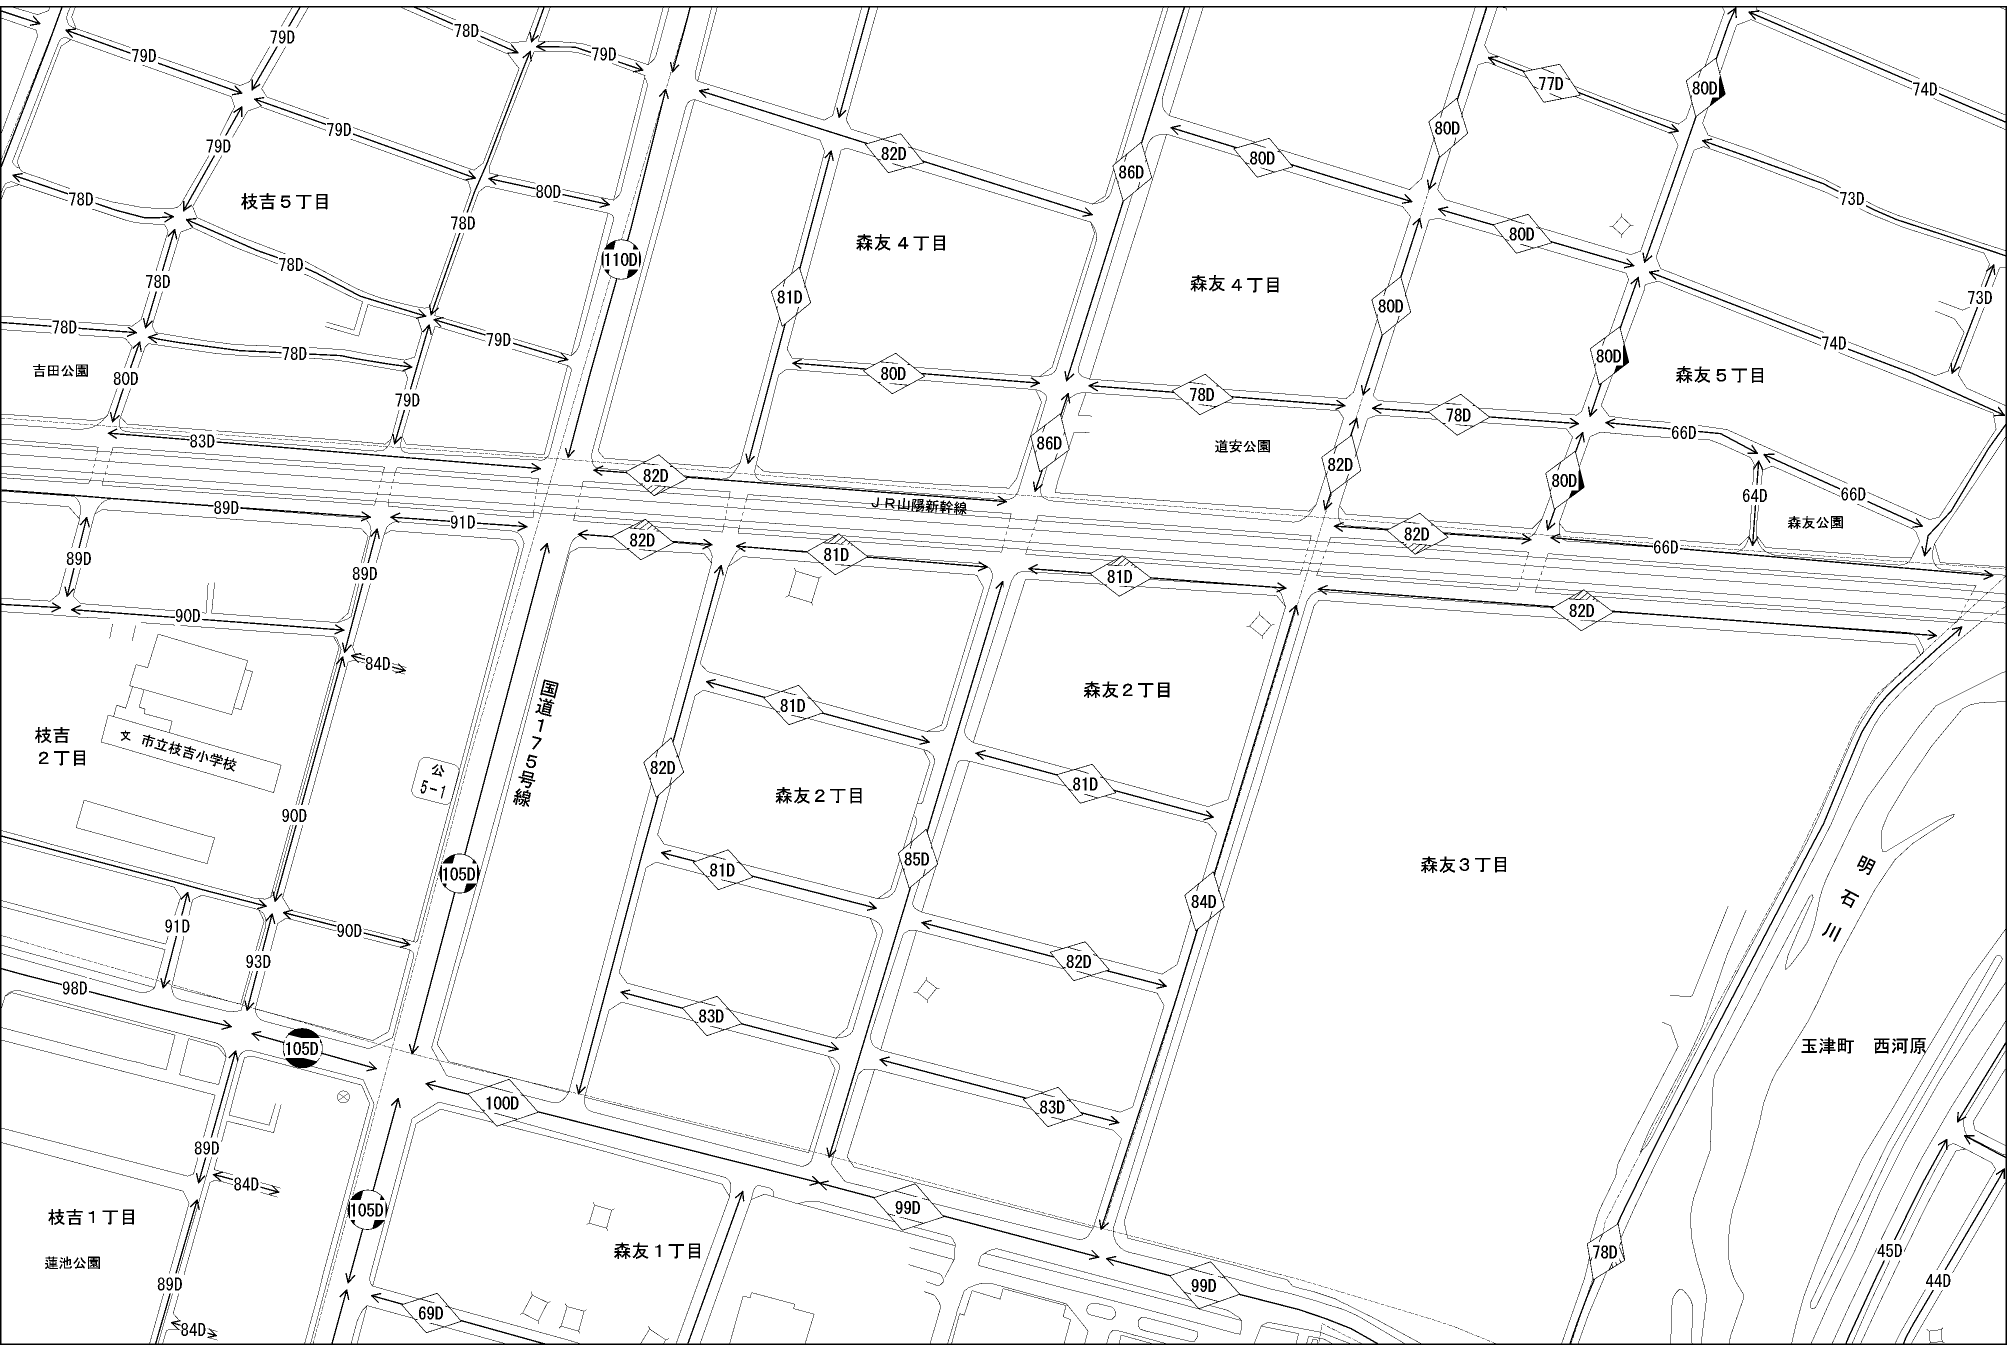 78D
79D
79D
79D
77D
80D
74D
79D
79D
80D
82D
86D
80D
80D
73D
78D
枝吉５丁目
80D
78D
森友４丁目
80D
78D
78D
110D
81D
森友４丁目
80D
73D
78D
78D
79D
80D
74D
吉田公園
80D
79D
80D
78D
78D
森友５丁目
83D
86D
道安公園
66D
82D
82D
80D
64D
66D
森友公園
89D
91D
ＪＲ山陽新幹線
82D
66D
89D
89D
82D
81D
81D
82D
90D
84D
国道１７５号線
81D
森友２丁目
枝吉
２丁目
文 市立枝吉小学校
公
5-1
82D
森友２丁目
81D
90D
105D
81D
85D
84D
森友３丁目
明石川
91D
90D
93D
82D
98D
105D
83D
玉津町　西河原
100D
83D
89D
84D
枝吉１丁目
蓮池公園
105D
森友１丁目
99D
99D
78D
45D
44D
89D
84D
69D